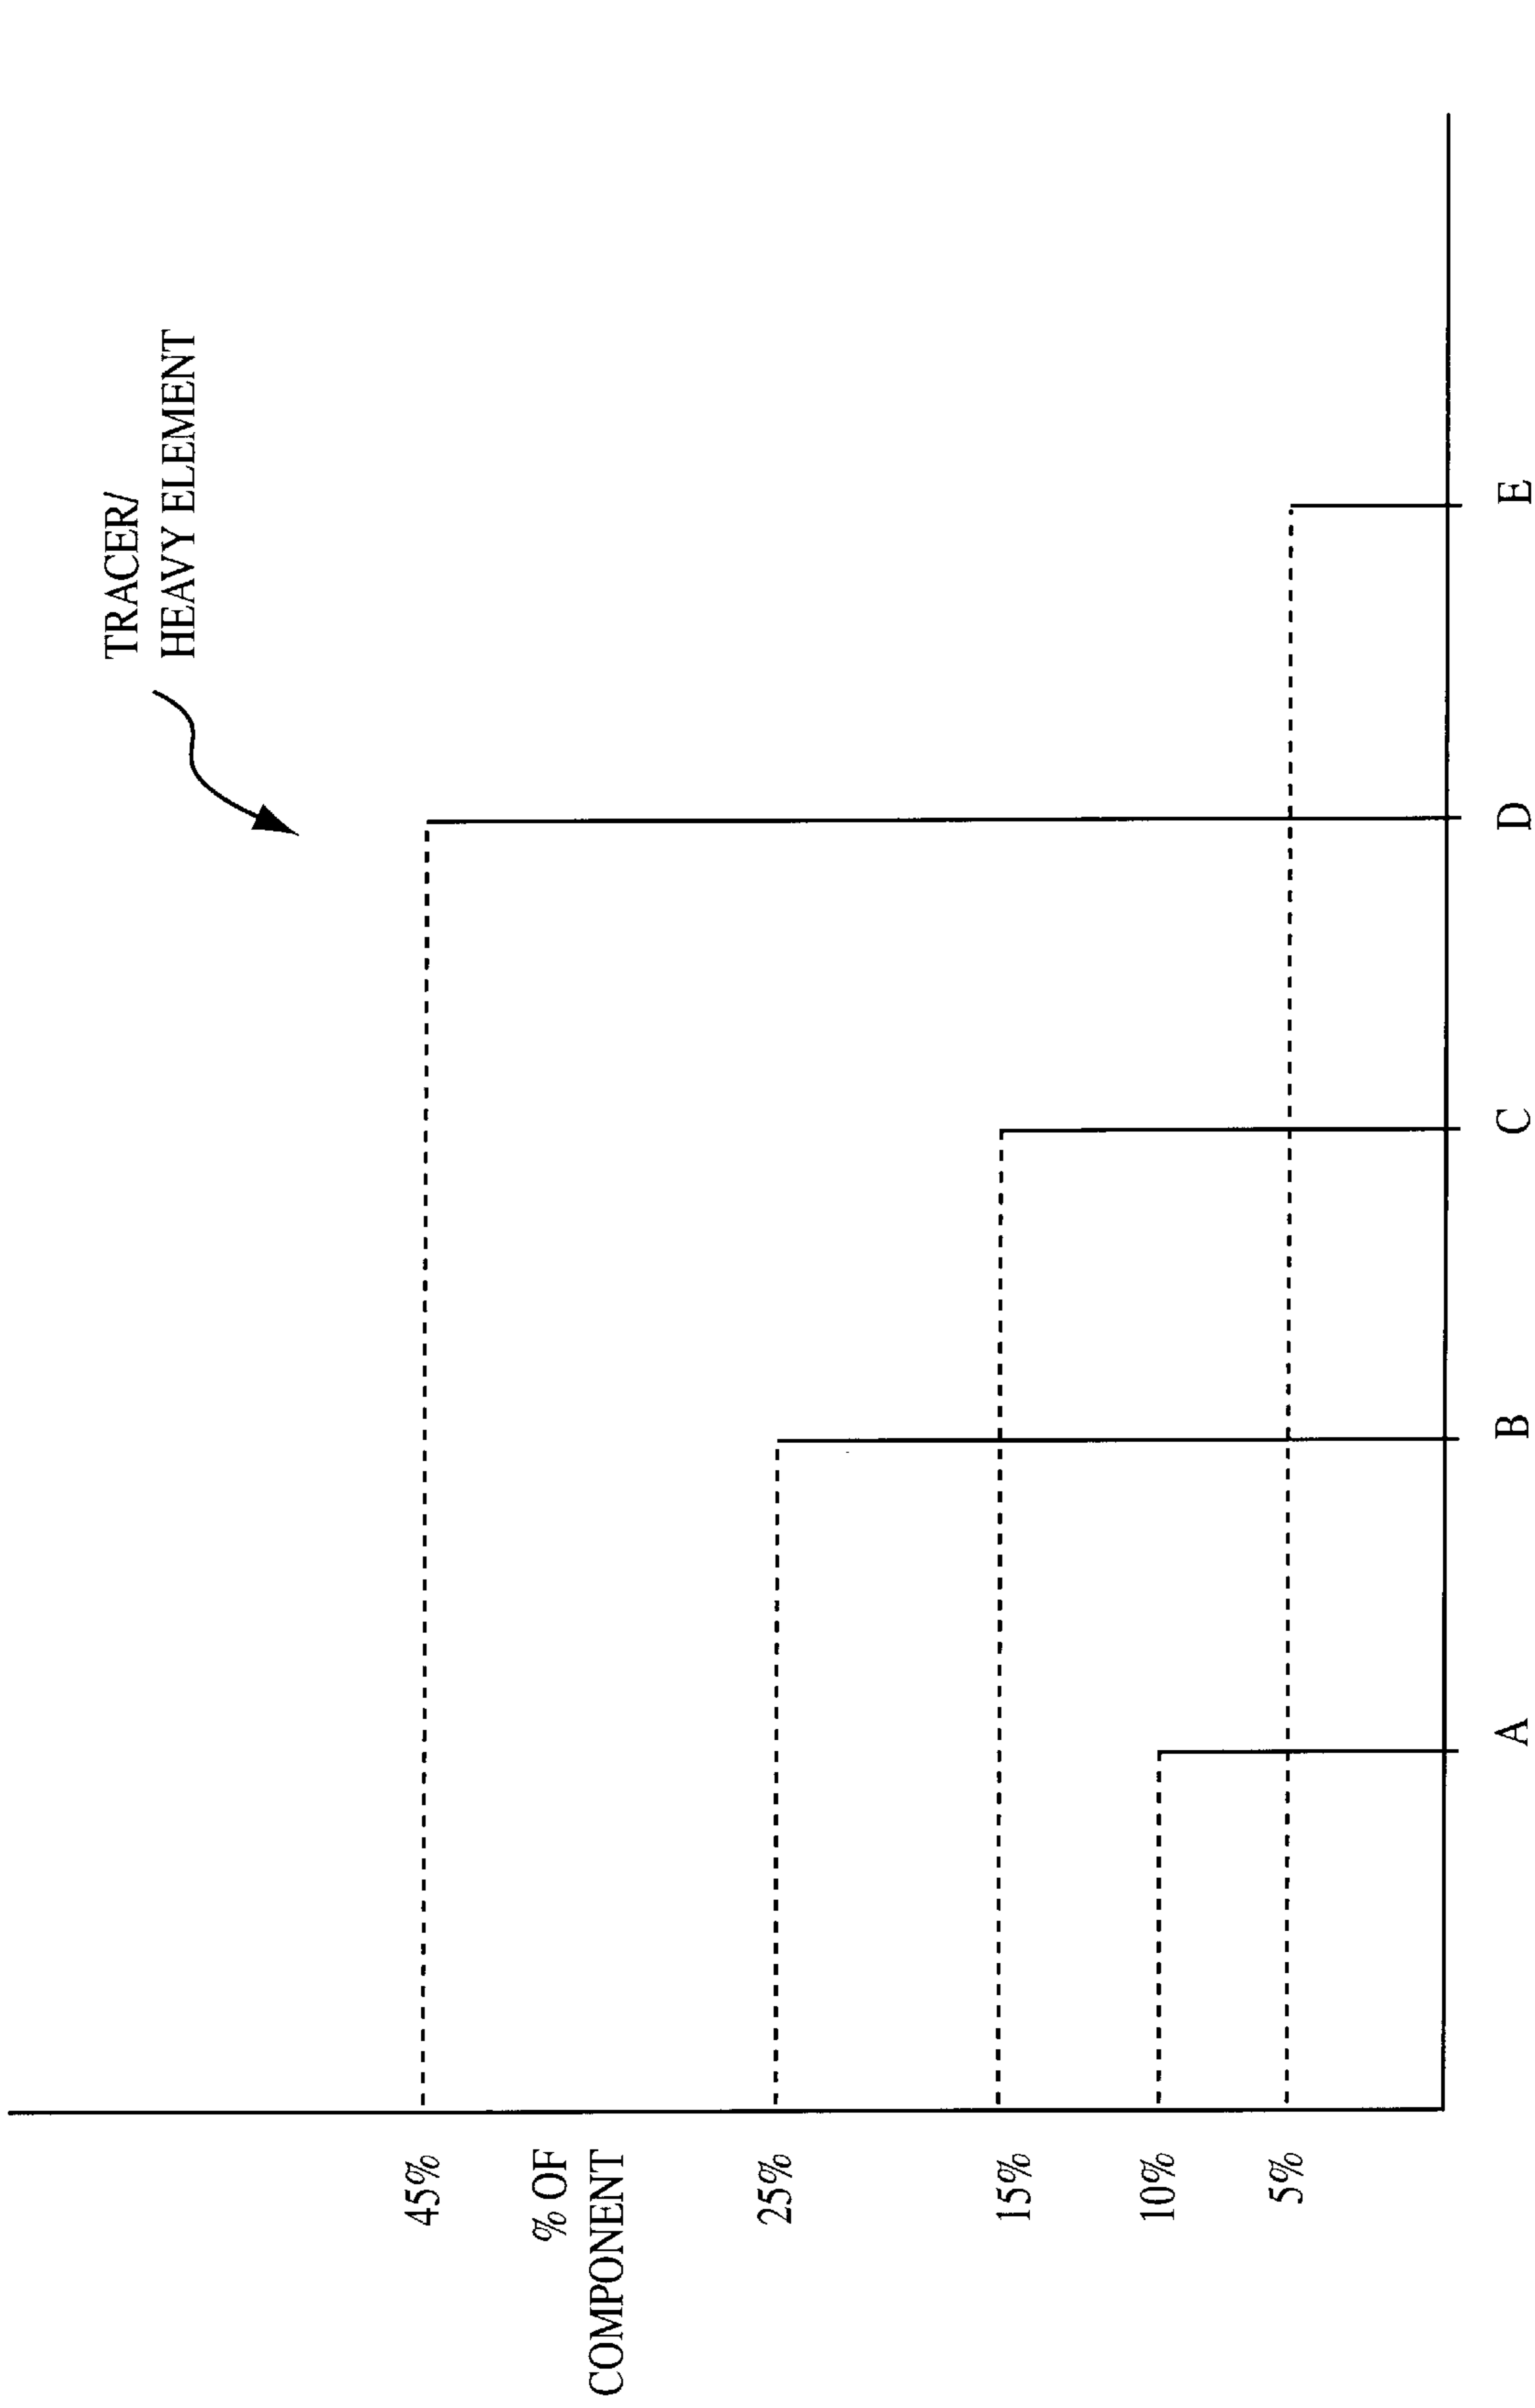 TRACER/
HEAVY ELEMENT
45%
% OF
COMPONENT
25%
15%
10%
5%
A
B
C
D
E